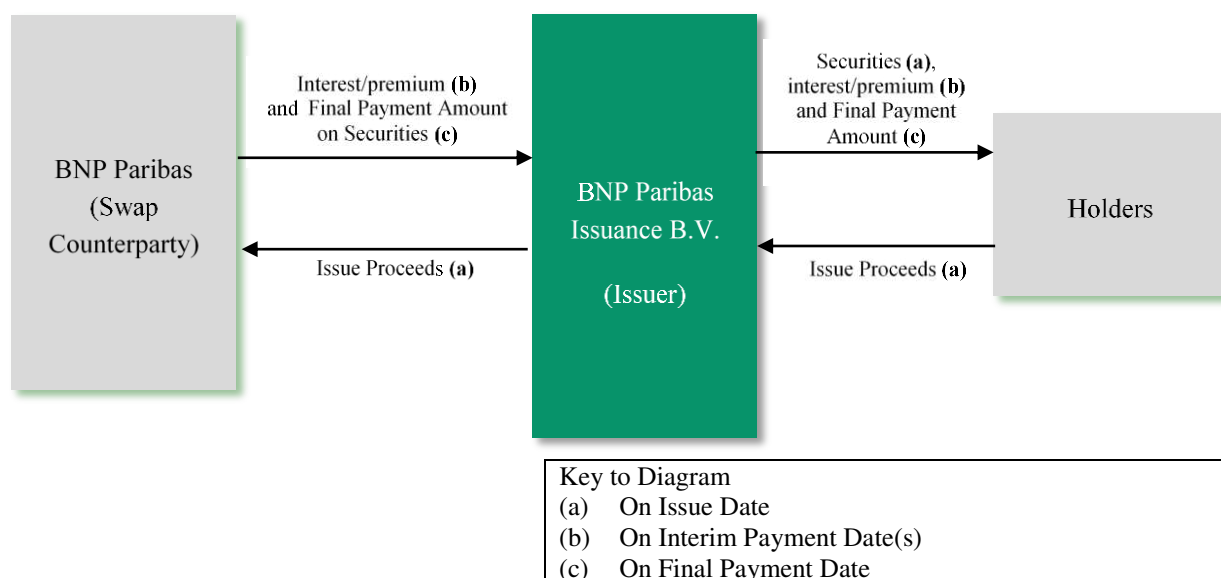 BNP Paribas
(Swap
Counterparty)
Interest/premium (b)
and Final Payment Amount
on Securities (c)
Issue Proceeds (a)
BNP Paribas
Issuance B.V.
(Issuer)
Securities (a),
interest/premium (b)
and Final Payment
Amount (c)
Issue Proceeds (a)
Holders
Key to Diagram
(a) On Issue Date
(b) On Interim Payment Date(s)
(c) On Final Payment Date